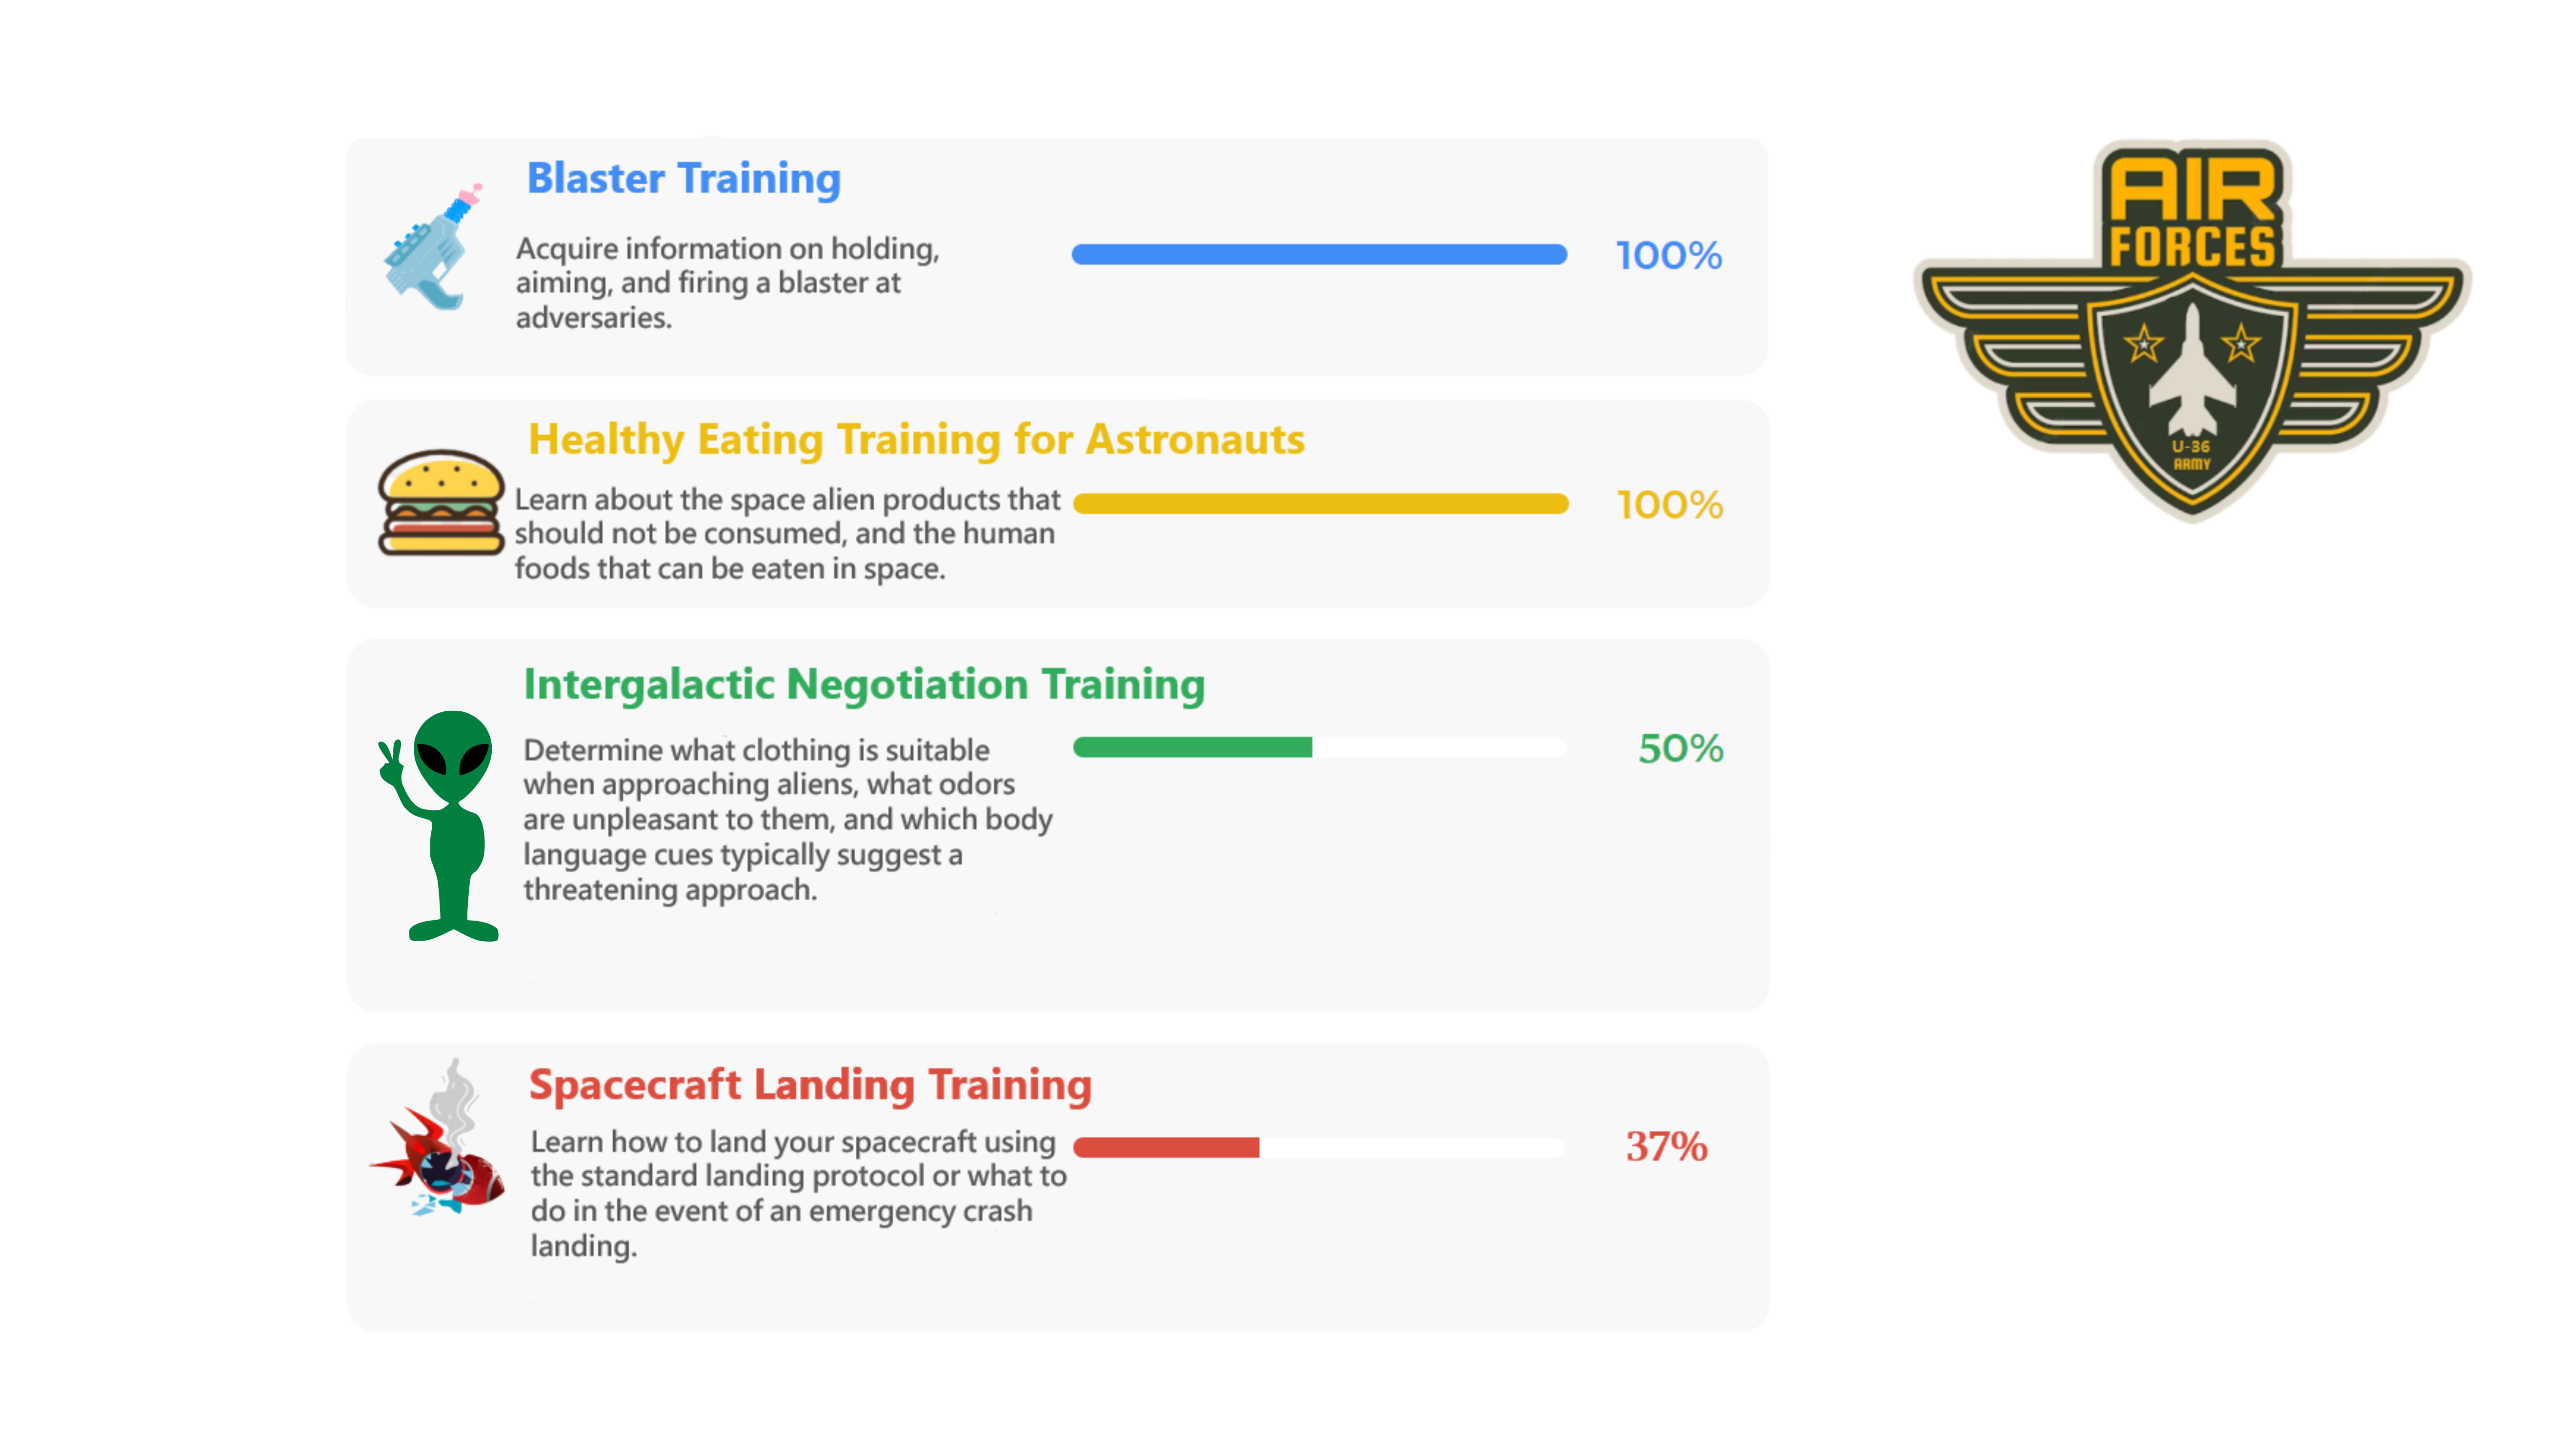 Blaster Training
Acquire information on holding,
aiming, and firing a blaster at
adversaries.
100%
Healthy Eating Training for Astronauts
Learn about the space alien products that
should not be consumed, and the human
foods that can be eaten in space.
100%
Intergalactic Negotiation Training
Determine what clothing is suitable
when approaching aliens, what odors
are unpleasant to them, and which body
language cues typically suggest a
threatening approach.
50%
Spacecraft Landing Training
Learn how to land your spacecraft using
the standard landing protocol or what to
do in the event of an emergency crash
landing.
37%
AIR
FORCES
U-36
ARMY